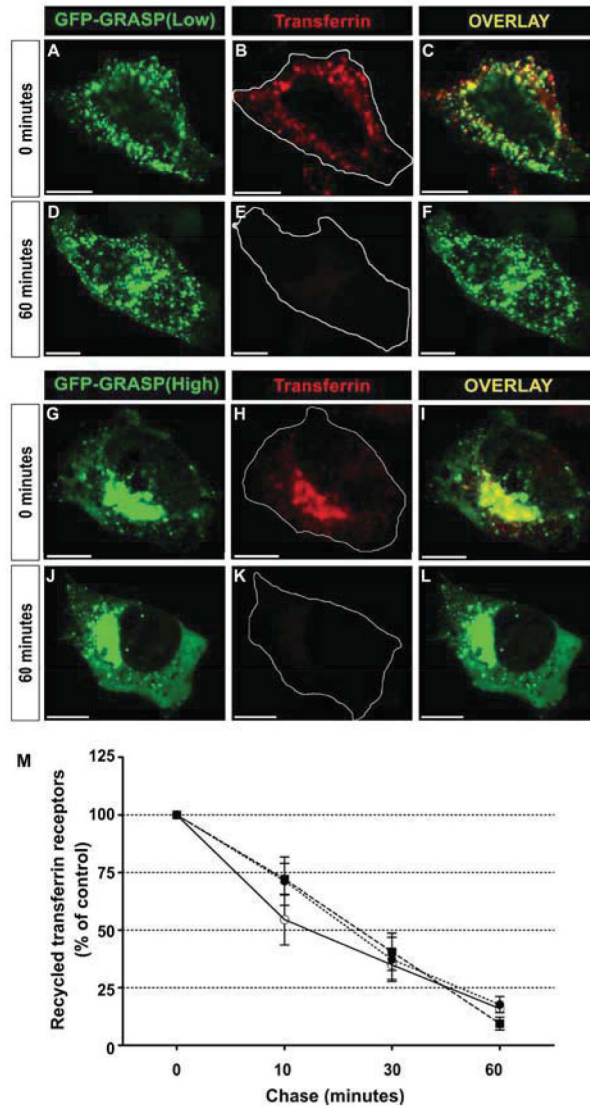 GFP-GRASP(Low) Transferrin OVERLAY
0 minutes
A B C
60 minutes
D E F
GFP-GRASP(High) Transferrin OVERLAY
0 minutes
G H I
60 minutes
J K L
M
Recycled transferrin receptors
(% of control)
125
100
75
50
25
0
0 10 30 60
Chase (minutes)